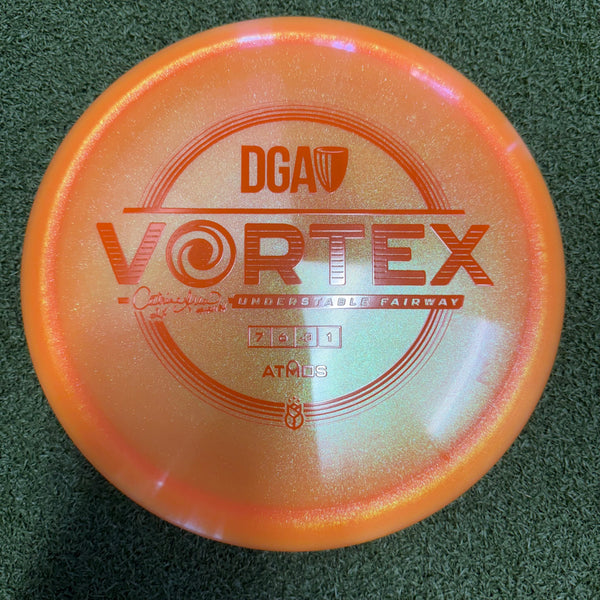 DGA
VORTEX
UNDERSTABLE FAIRWAY
7 6 -3 1
ATMOS